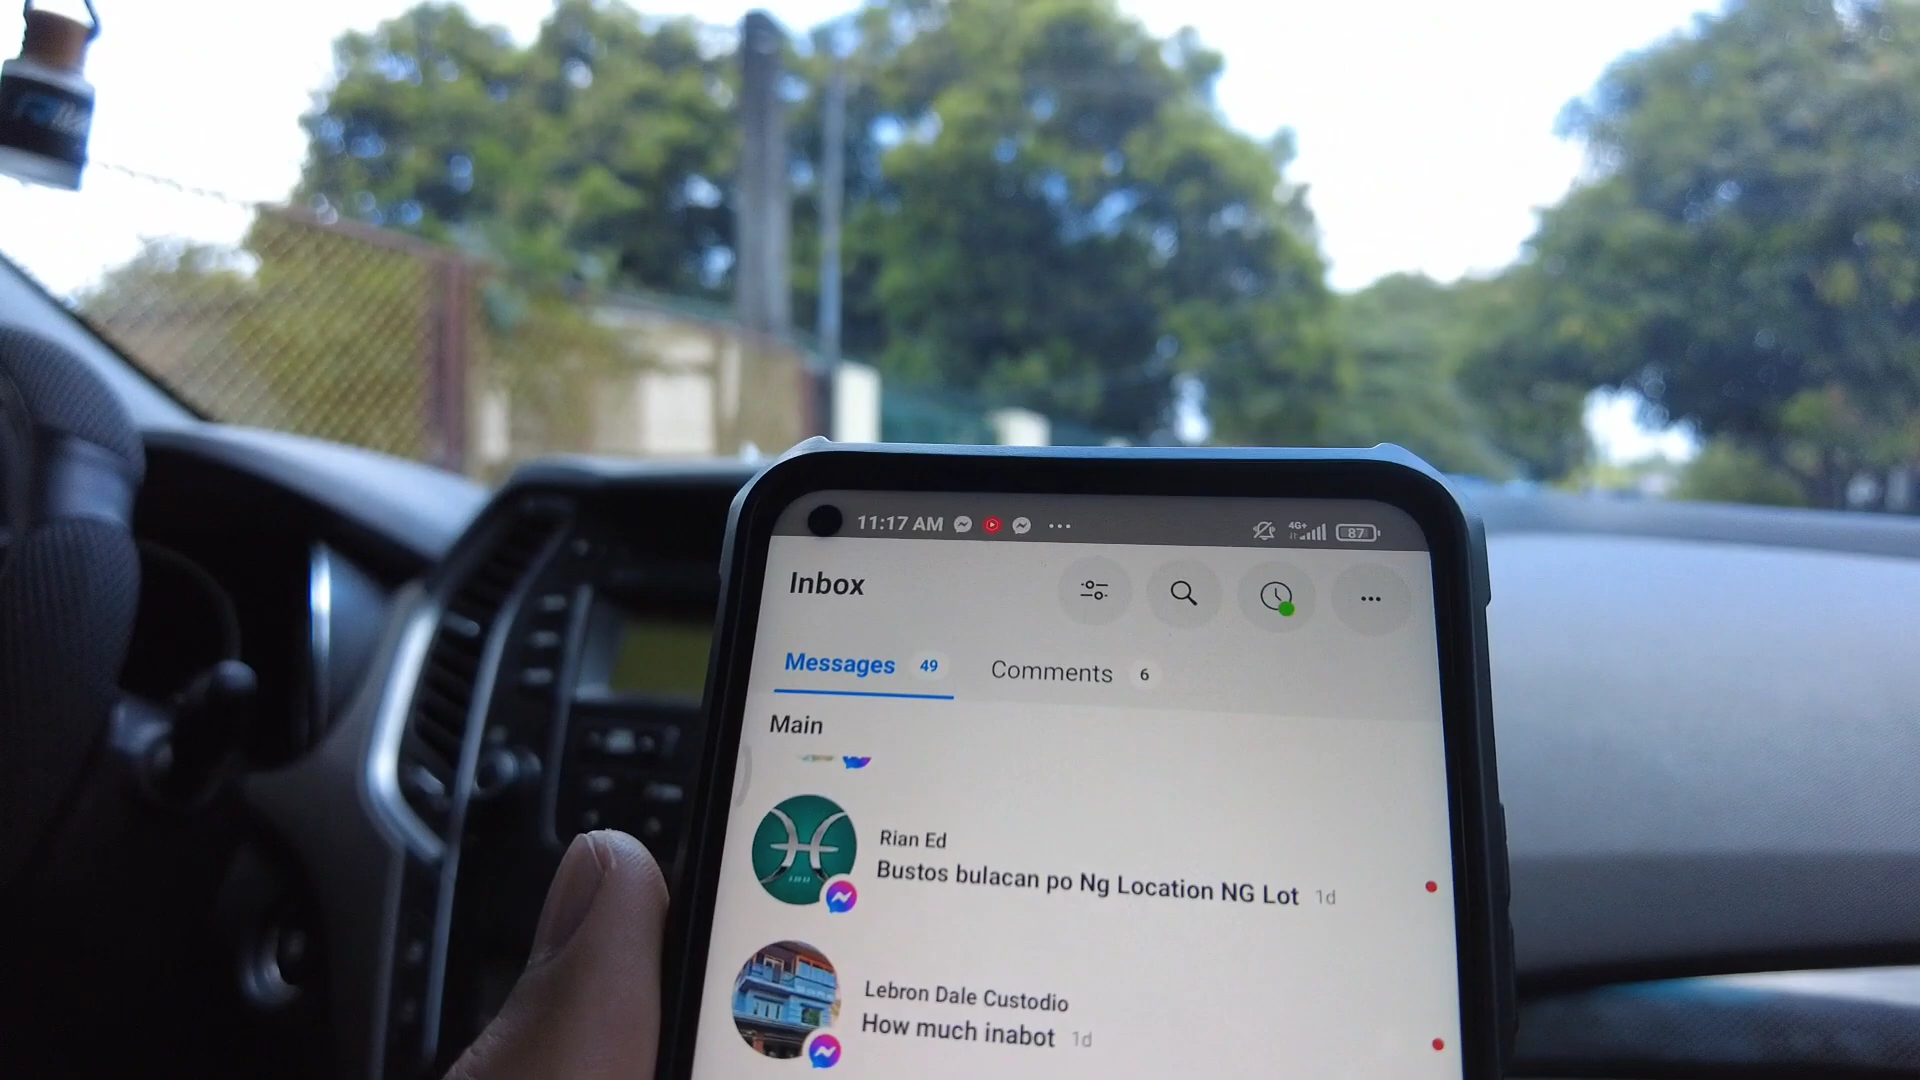 11:17 AM
4G+
87
Inbox
Messages 49
Comments 6
Main
Rian Ed
Bustos bulacan po Ng Location NG Lot 1d
Lebron Dale Custodio
How much inabot 1d